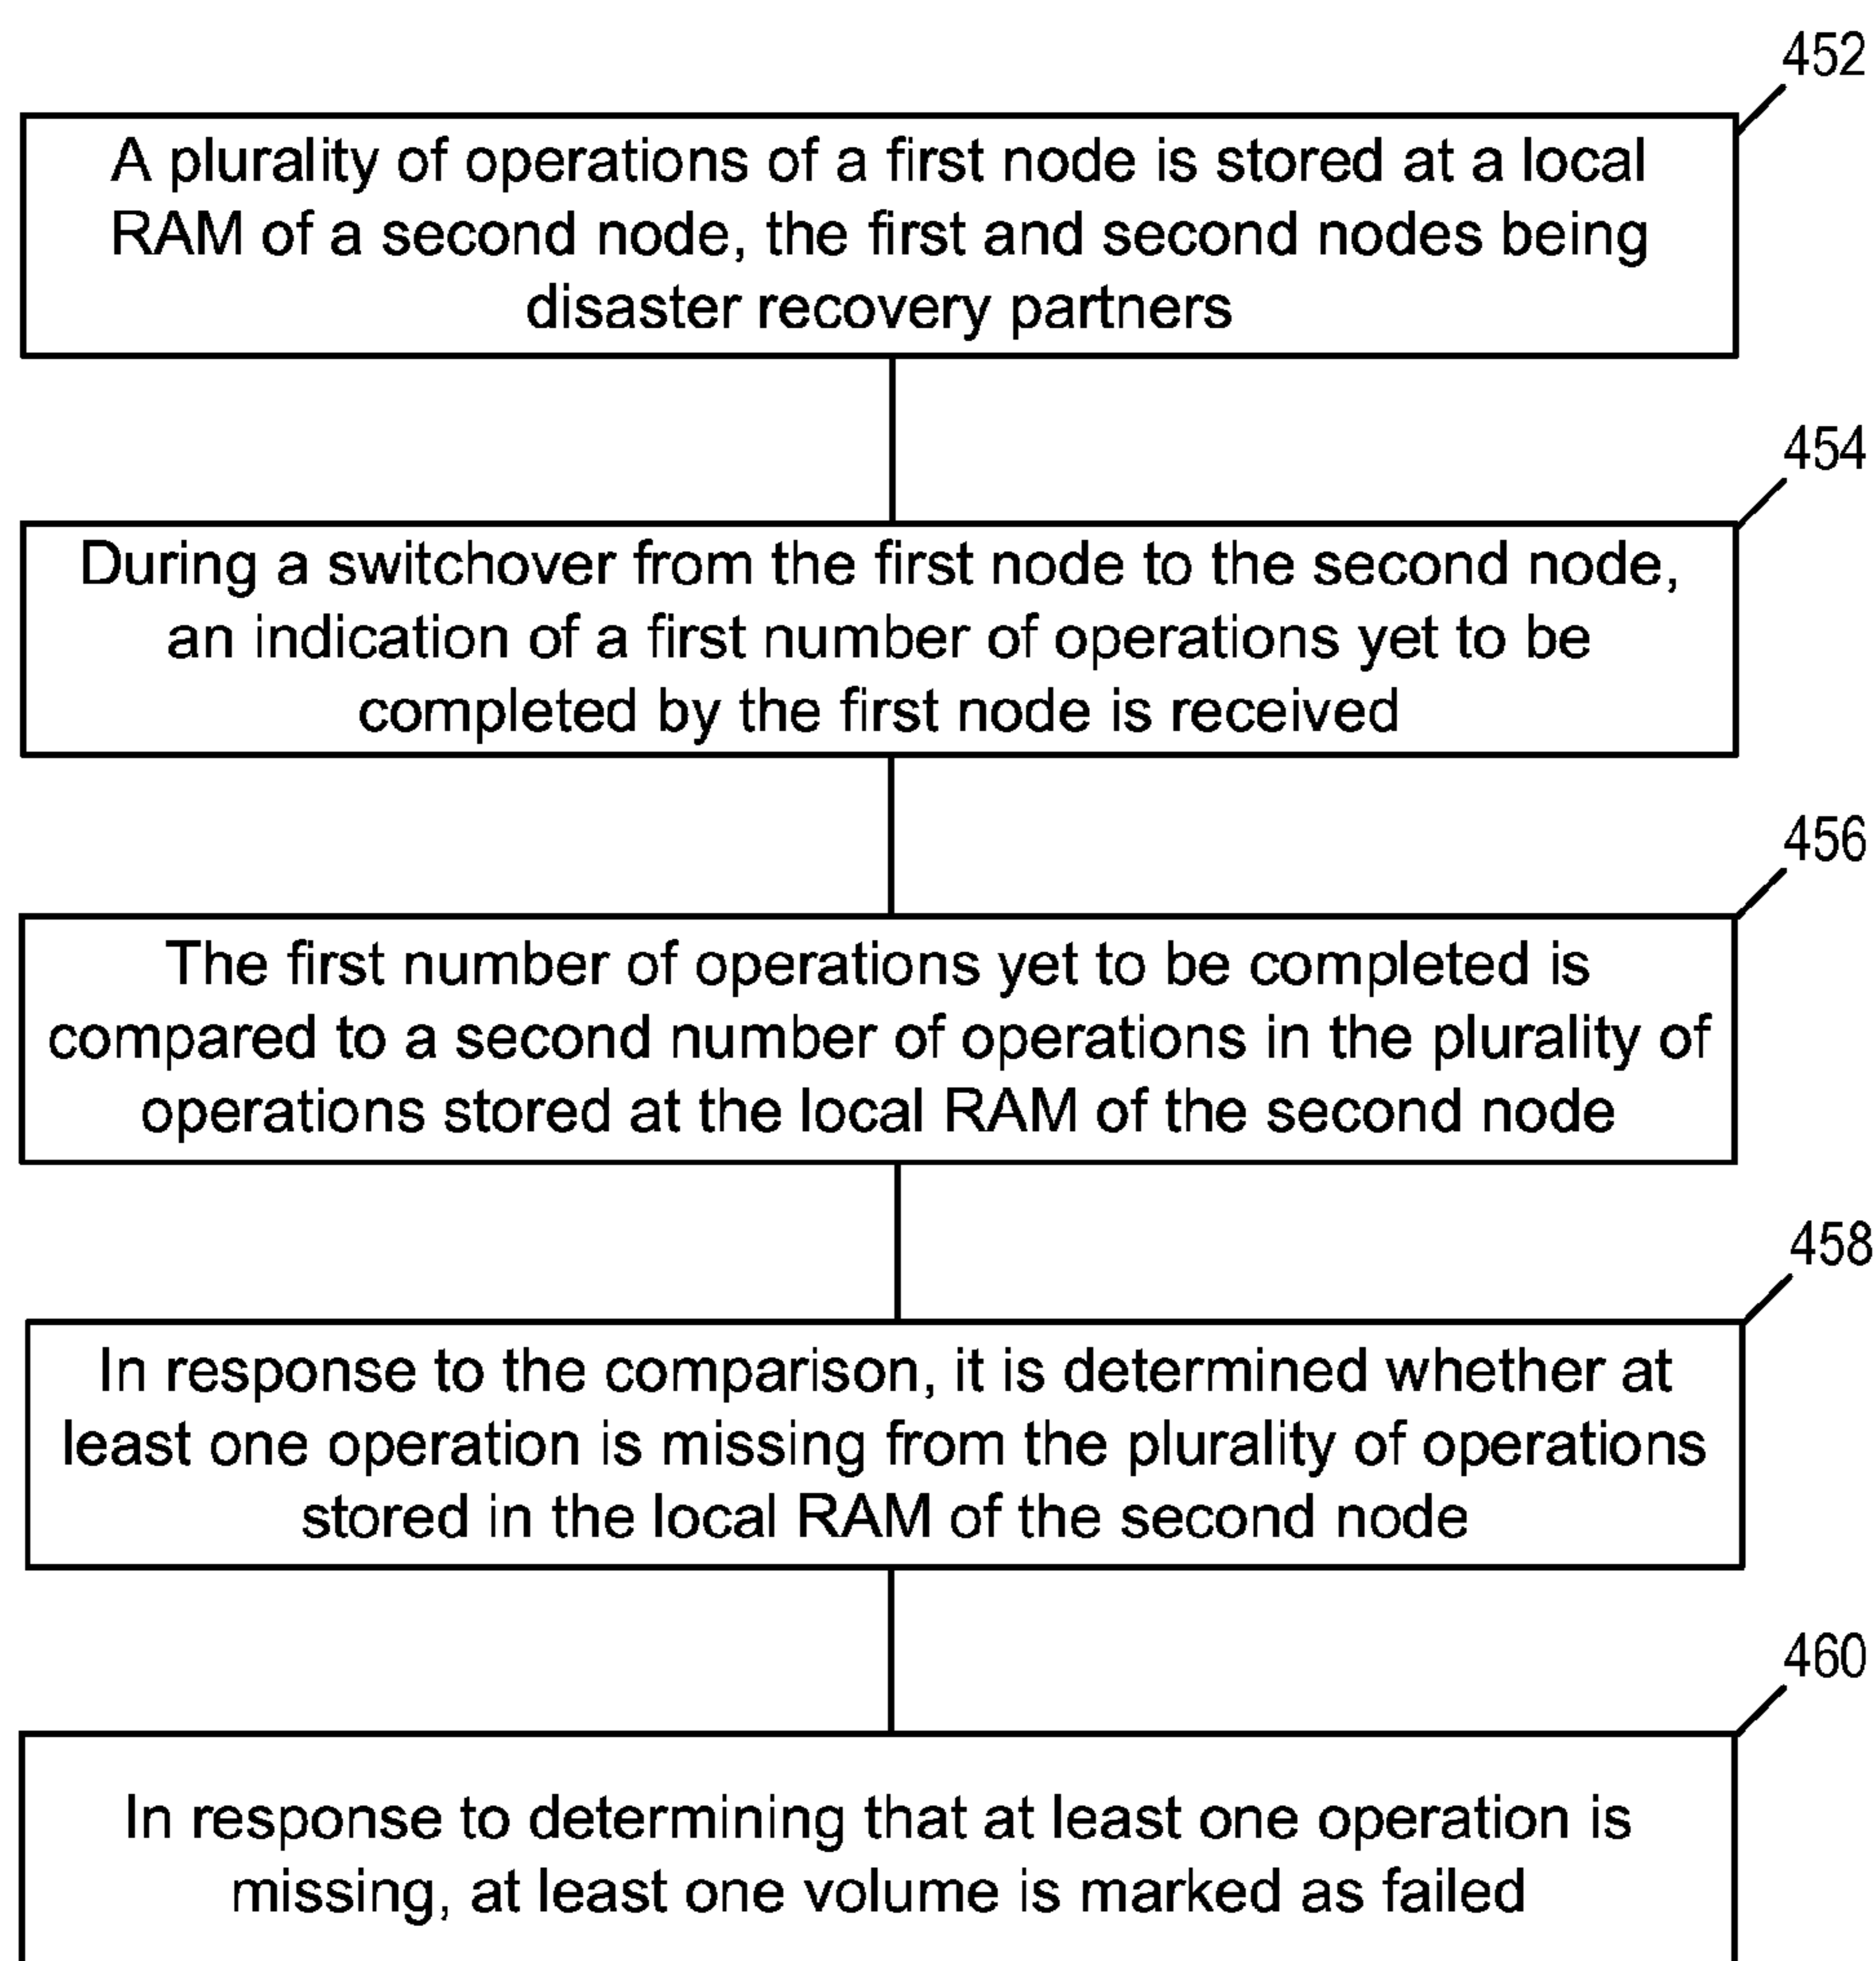 452
A plurality of operations of a first node is stored at a local
RAM of a second node, the first and second nodes being
disaster recovery partners
454
During a switchover from the first node to the second node,
an indication of a first number of operations yet to be
completed by the first node is received
456
The first number of operations yet to be completed is
compared to a second number of operations in the plurality of
operations stored at the local RAM of the second node
458
In response to the comparison, it is determined whether at
least one operation is missing from the plurality of operations
stored in the local RAM of the second node
460
In response to determining that at least one operation is
missing, at least one volume is marked as failed